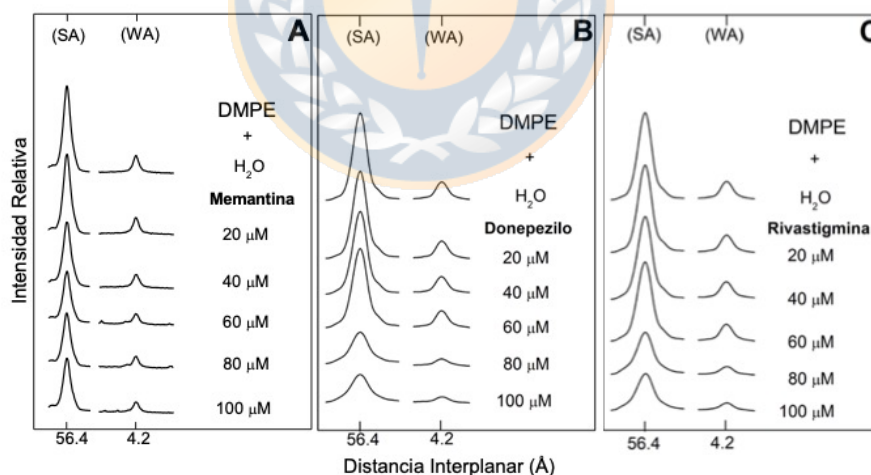 Intensidad Relativa
(SA) (WA) A
DMPE
+
H₂O
Memantina
20 µM
40 µM
60 µM
80 µM
100 µM
56.4 4.2
(SA) (WA) B
DMPE
+
H₂O
Donepezilo
20 µM
40 µM
60 µM
80 µM
100 µM
56.4 4.2
(SA) (WA) C
DMPE
+
H₂O
Rivastigmina
20 µM
40 µM
60 µM
80 µM
100 µM
56.4 4.2
Distancia Interplanar (Å)